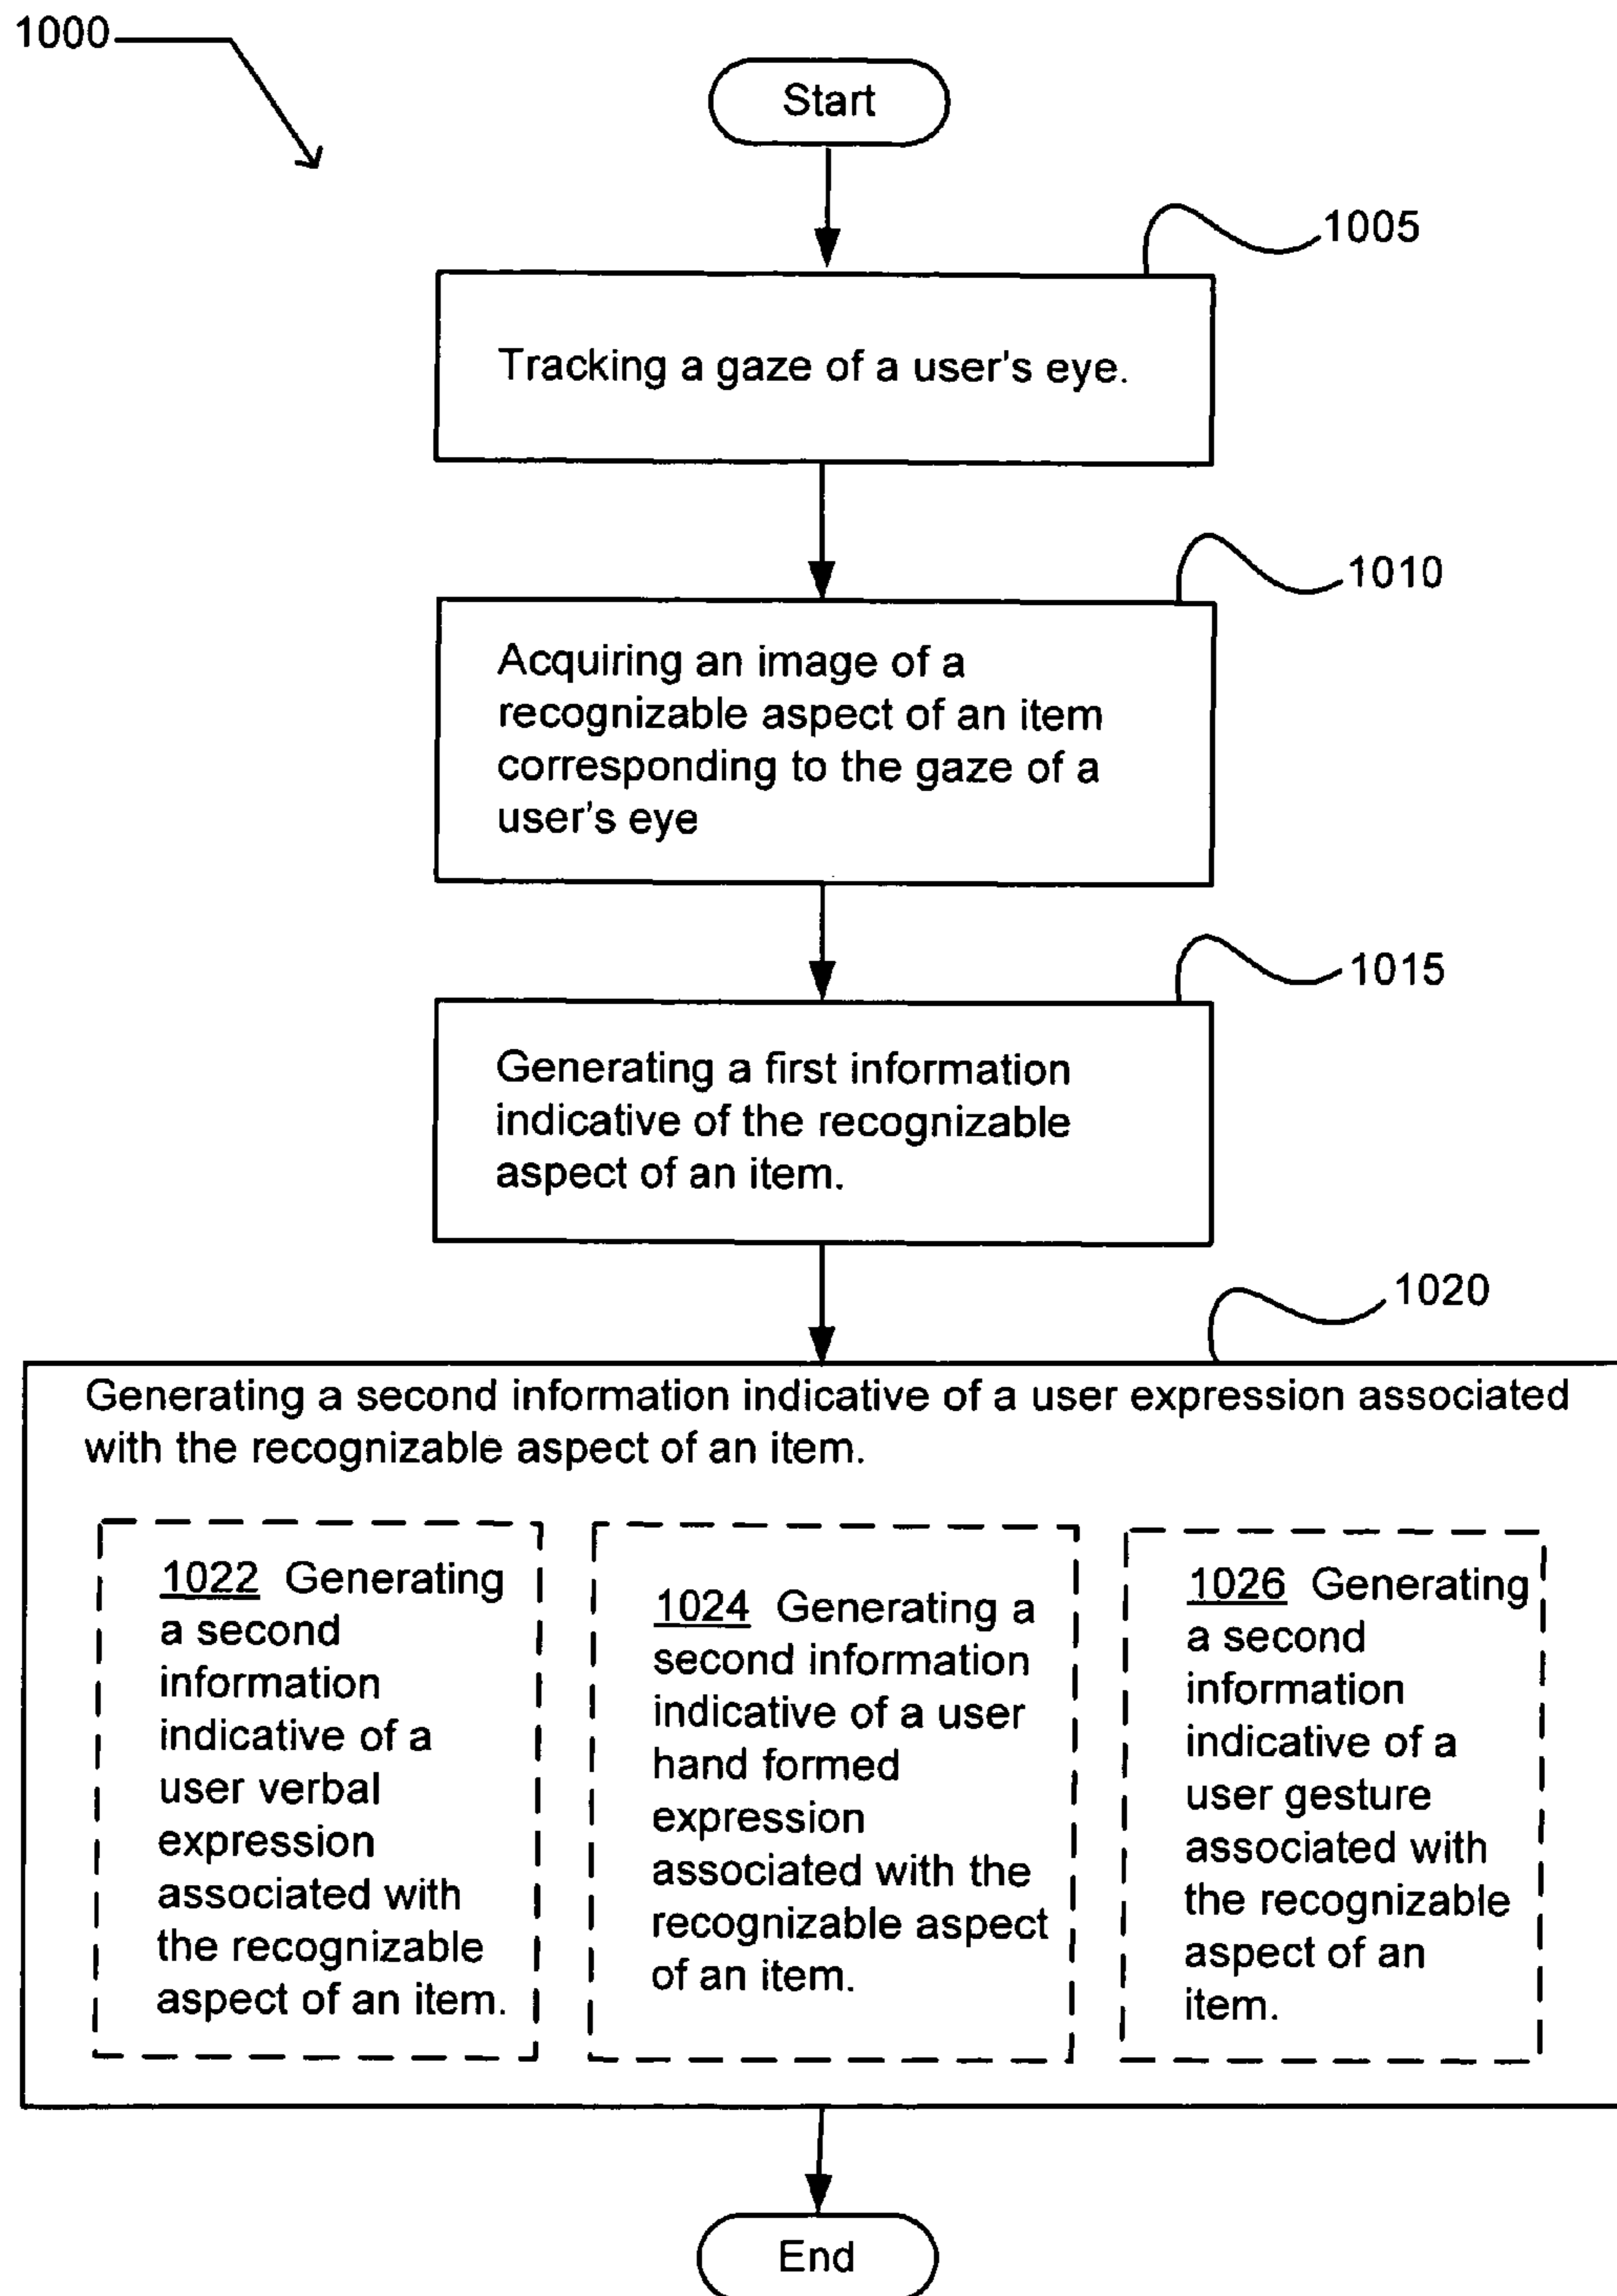 1000
Start
1005
Tracking a gaze of a user's eye.
1010
Acquiring an image of a
recognizable aspect of an item
corresponding to the gaze of a
user's eye
1015
Generating a first information
indicative of the recognizable
aspect of an item.
1020
Generating a second information indicative of a user expression associated
with the recognizable aspect of an item.
1022 Generating
a second
information
indicative of a
user verbal
expression
associated with
the recognizable
aspect of an item.
1024 Generating a
second information
indicative of a user
hand formed
expression
associated with the
recognizable aspect
of an item.
1026 Generating
a second
information
indicative of a
user gesture
associated with
the recognizable
aspect of an
item.
End